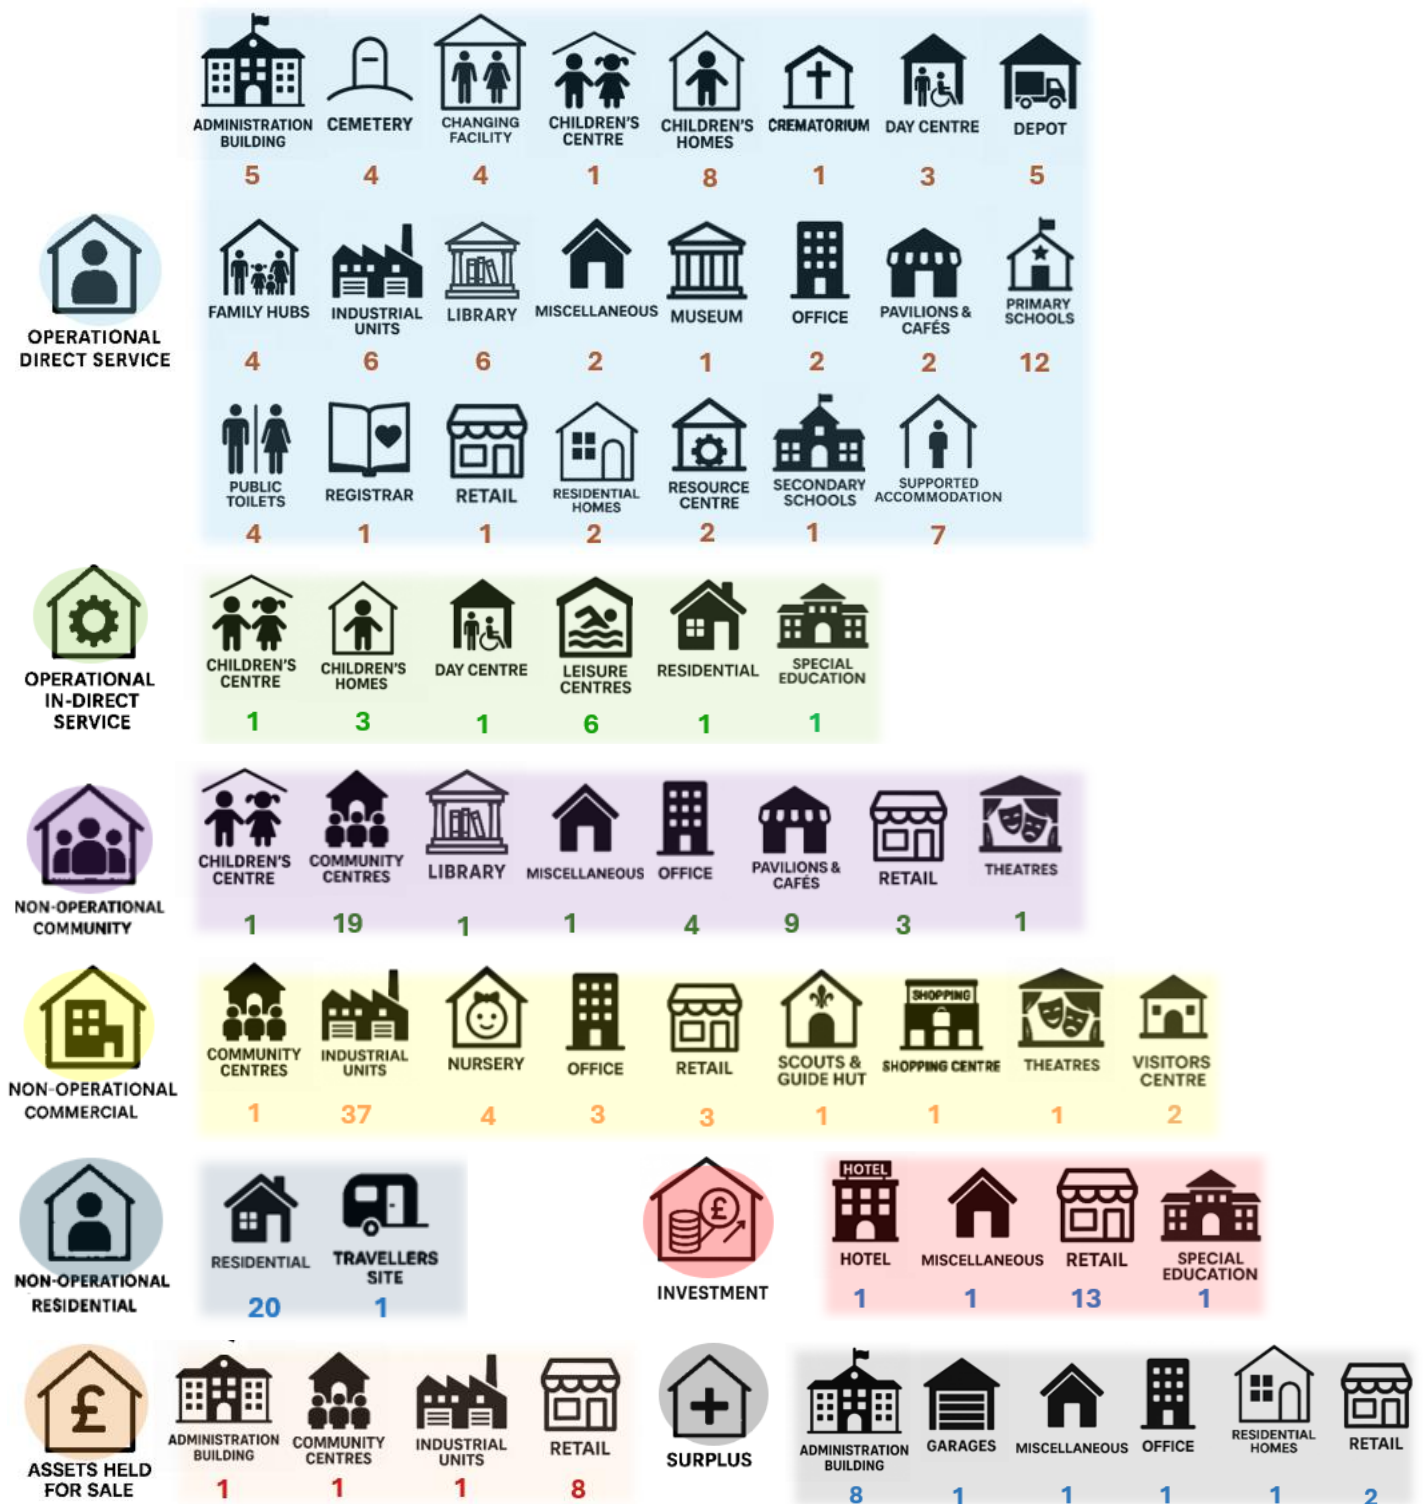 ADMINISTRATION
BUILDING
CEMETERY
CHANGING
FACILITY
CHILDREN'S
CENTRE
CHILDREN'S
HOMES
CREMATORIUM
DAY CENTRE
DEPOT
5
4
4
1
8
1
3
5
OPERATIONAL
DIRECT SERVICE
FAMILY HUBS
INDUSTRIAL
UNITS
LIBRARY
MISCELLANEOUS
MUSEUM
OFFICE
PAVILIONS &
CAFÉS
PRIMARY
SCHOOLS
4
6
6
2
1
2
2
12
PUBLIC
TOILETS
REGISTRAR
RETAIL
RESIDENTIAL
HOMES
RESOURCE
CENTRE
SECONDARY
SCHOOLS
SUPPORTED
ACCOMMODATION
4
1
1
2
2
1
7
OPERATIONAL
IN-DIRECT
SERVICE
CHILDREN'S
CENTRE
CHILDREN'S
HOMES
DAY CENTRE
LEISURE
CENTRES
RESIDENTIAL
SPECIAL
EDUCATION
1
3
1
6
1
1
NON-OPERATIONAL
COMMUNITY
CHILDREN'S
CENTRE
COMMUNITY
CENTRES
LIBRARY
MISCELLANEOUS
OFFICE
PAVILIONS &
CAFÉS
RETAIL
THEATRES
1
19
1
1
4
9
3
1
NON-OPERATIONAL
COMMERCIAL
COMMUNITY
CENTRES
INDUSTRIAL
UNITS
NURSERY
OFFICE
RETAIL
SCOUTS &
GUIDE HUT
SHOPPING
SHOPPING CENTRE
THEATRES
VISITORS
CENTRE
1
37
4
3
3
1
1
1
2
NON-OPERATIONAL
RESIDENTIAL
RESIDENTIAL
TRAVELLERS
SITE
20
1
£
INVESTMENT
HOTEL
HOTEL
MISCELLANEOUS
RETAIL
SPECIAL
EDUCATION
1
1
13
1
£
ASSETS HELD
FOR SALE
ADMINISTRATION
BUILDING
COMMUNITY
CENTRES
INDUSTRIAL
UNITS
RETAIL
1
1
1
8
SURPLUS
ADMINISTRATION
BUILDING
GARAGES
MISCELLANEOUS
OFFICE
RESIDENTIAL
HOMES
RETAIL
8
1
1
1
1
2